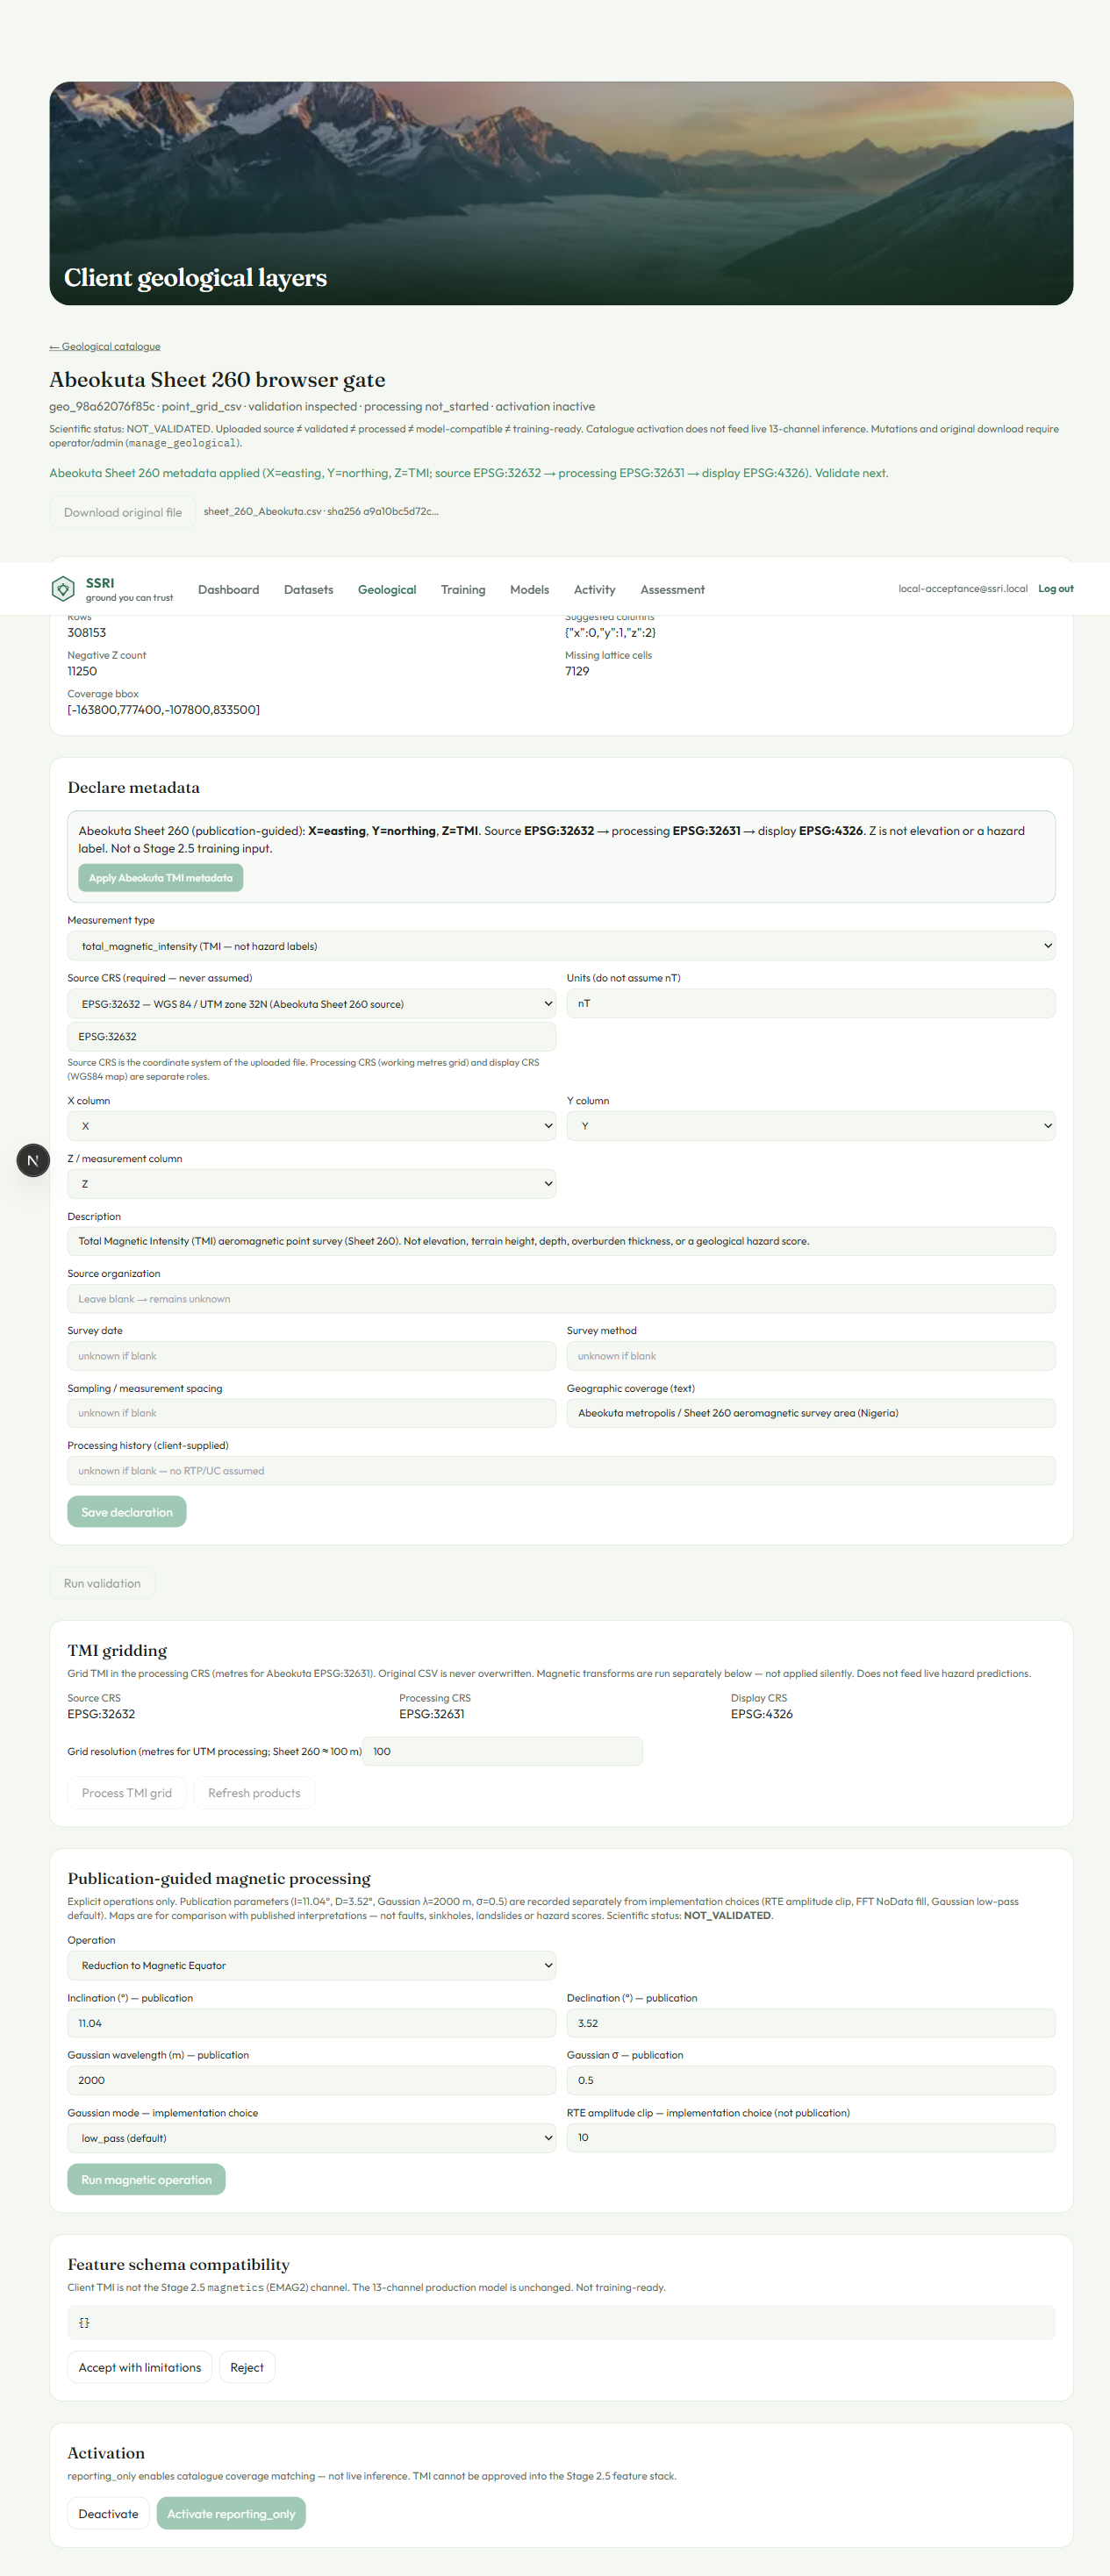 Client geological layers
← Geological catalogue
Abeokuta Sheet 260 browser gate
geo_98a62076f85c · point_grid_csv · validation inspected · processing not_started · activation inactive
Scientific status: NOT_VALIDATED. Uploaded source ≠ validated ≠ processed ≠ model-compatible ≠ training-ready. Catalogue activation does not feed live 13-channel inference. Mutations and original download require
operator/admin (manage_geological).
Abeokuta Sheet 260 metadata applied (X=easting, Y=northing, Z=TMI; source EPSG:32632 → processing EPSG:32631 → display EPSG:4326). Validate next.
Download original file sheet_260_Abeokuta.csv · sha256 a9a10bc5d72c…
SSRI
ground you can trust
Dashboard Datasets Geological Training Models Activity Assessment
local-acceptance@ssri.local Log out
Rows Suggested columns
308153 {"x":0,"y":1,"z":2}
Negative Z count Missing lattice cells
11250 7129
Coverage bbox
[-163800,777400,-107800,833500]
Declare metadata
Abeokuta Sheet 260 (publication-guided): X=easting, Y=northing, Z=TMI. Source EPSG:32632 → processing EPSG:32631 → display EPSG:4326. Z is not elevation or a hazard
label. Not a Stage 2.5 training input.
Apply Abeokuta TMI metadata
Measurement type
total_magnetic_intensity (TMI — not hazard labels)
Source CRS (required — never assumed) Units (do not assume nT)
EPSG:32632 — WGS 84 / UTM zone 32N (Abeokuta Sheet 260 source) nT
EPSG:32632
Source CRS is the coordinate system of the uploaded file. Processing CRS (working metres grid) and display CRS
(WGS84 map) are separate roles.
X column Y column
X Y
N
Z / measurement column
Z
Description
Total Magnetic Intensity (TMI) aeromagnetic point survey (Sheet 260). Not elevation, terrain height, depth, overburden thickness, or a geological hazard score.
Source organization
Leave blank → remains unknown
Survey date Survey method
unknown if blank unknown if blank
Sampling / measurement spacing Geographic coverage (text)
unknown if blank Abeokuta metropolis / Sheet 260 aeromagnetic survey area (Nigeria)
Processing history (client-supplied)
unknown if blank — no RTP/UC assumed
Save declaration
Run validation
TMI gridding
Grid TMI in the processing CRS (metres for Abeokuta EPSG:32631). Original CSV is never overwritten. Magnetic transforms are run separately below — not applied silently. Does not feed live hazard predictions.
Source CRS Processing CRS Display CRS
EPSG:32632 EPSG:32631 EPSG:4326
Grid resolution (metres for UTM processing; Sheet 260 ≈ 100 m) 100
Process TMI grid Refresh products
Publication-guided magnetic processing
Explicit operations only. Publication parameters (I=11.04°, D=3.52°, Gaussian λ=2000 m, σ=0.5) are recorded separately from implementation choices (RTE amplitude clip, FFT NoData fill, Gaussian low-pass
default). Maps are for comparison with published interpretations — not faults, sinkholes, landslides or hazard scores. Scientific status: NOT_VALIDATED.
Operation
Reduction to Magnetic Equator
Inclination (°) — publication Declination (°) — publication
11.04 3.52
Gaussian wavelength (m) — publication Gaussian σ — publication
2000 0.5
Gaussian mode — implementation choice RTE amplitude clip — implementation choice (not publication)
low_pass (default) 10
Run magnetic operation
Feature schema compatibility
Client TMI is not the Stage 2.5 magnetics (EMAG2) channel. The 13-channel production model is unchanged. Not training-ready.
{}
Accept with limitations Reject
Activation
reporting_only enables catalogue coverage matching — not live inference. TMI cannot be approved into the Stage 2.5 feature stack.
Deactivate Activate reporting_only